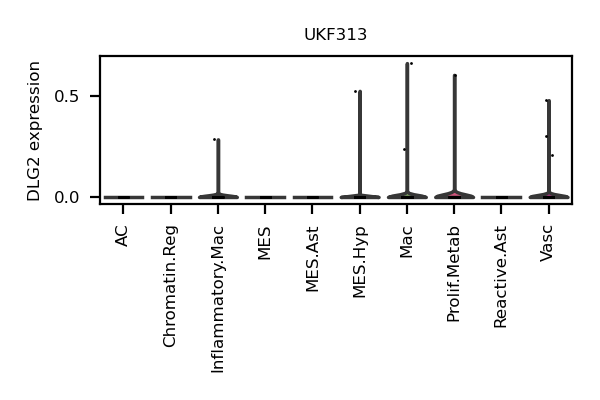 UKF313
DLG2 expression
0.5
0.0
AC
Chromatin.Reg
Inflammatory.Mac
MES
MES.Ast
MES.Hyp
Mac
Prolif.Metab
Reactive.Ast
Vasc